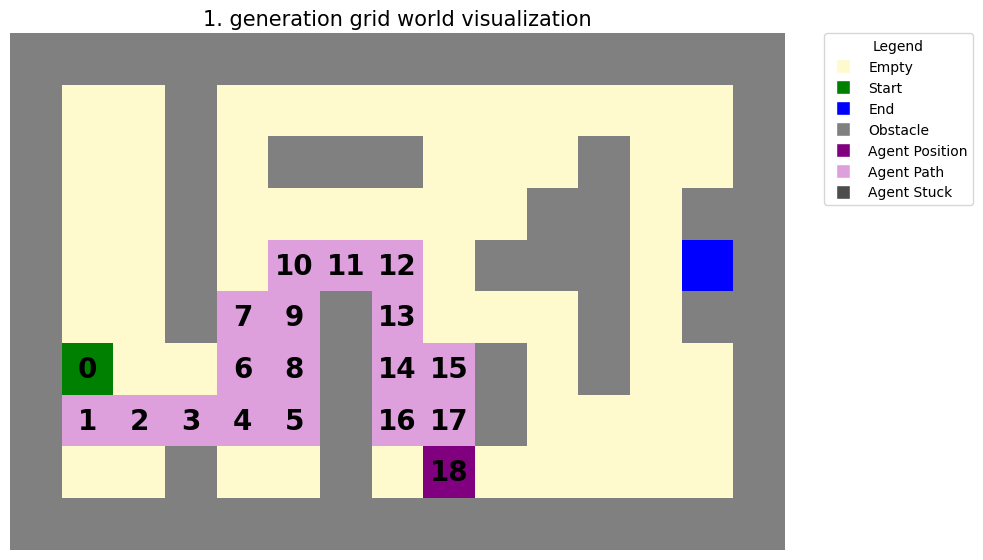 1. generation grid world visualization
Legend
Empty
Start
End
Obstacle
Agent Position
Agent Path
Agent Stuck
10 11 12
7 9 13
0 6 8 14 15
1 2 3 4 5 16 17
18